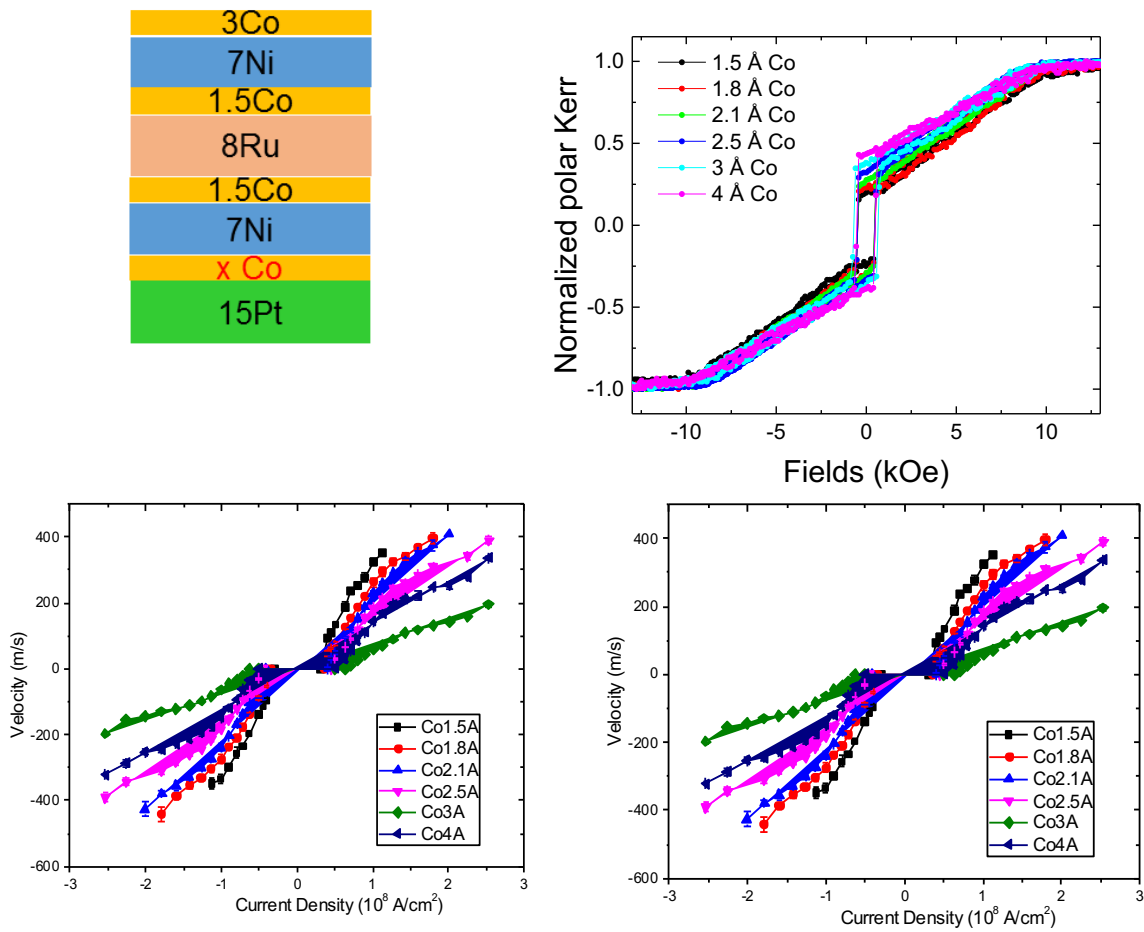 3Co
7Ni
1.5Co
8Ru
1.5Co
7Ni
x Co
15Pt
Normalized polar Kerr
1.0
0.5
0.0
-0.5
-1.0
1.5 Å Co
1.8 Å Co
2.1 Å Co
2.5 Å Co
3 Å Co
4 Å Co
-10 -5 0 5 10
Fields (kOe)
Velocity (m/s)
400
200
0
-200
-400
-600
Co1.5A
Co1.8A
Co2.1A
Co2.5A
Co3A
Co4A
-3 -2 -1 0 1 2 3
Current Density (10⁸ A/cm²)
Velocity (m/s)
400
200
0
-200
-400
-600
Co1.5A
Co1.8A
Co2.1A
Co2.5A
Co3A
Co4A
-3 -2 -1 0 1 2 3
Current Density (10⁸ A/cm²)